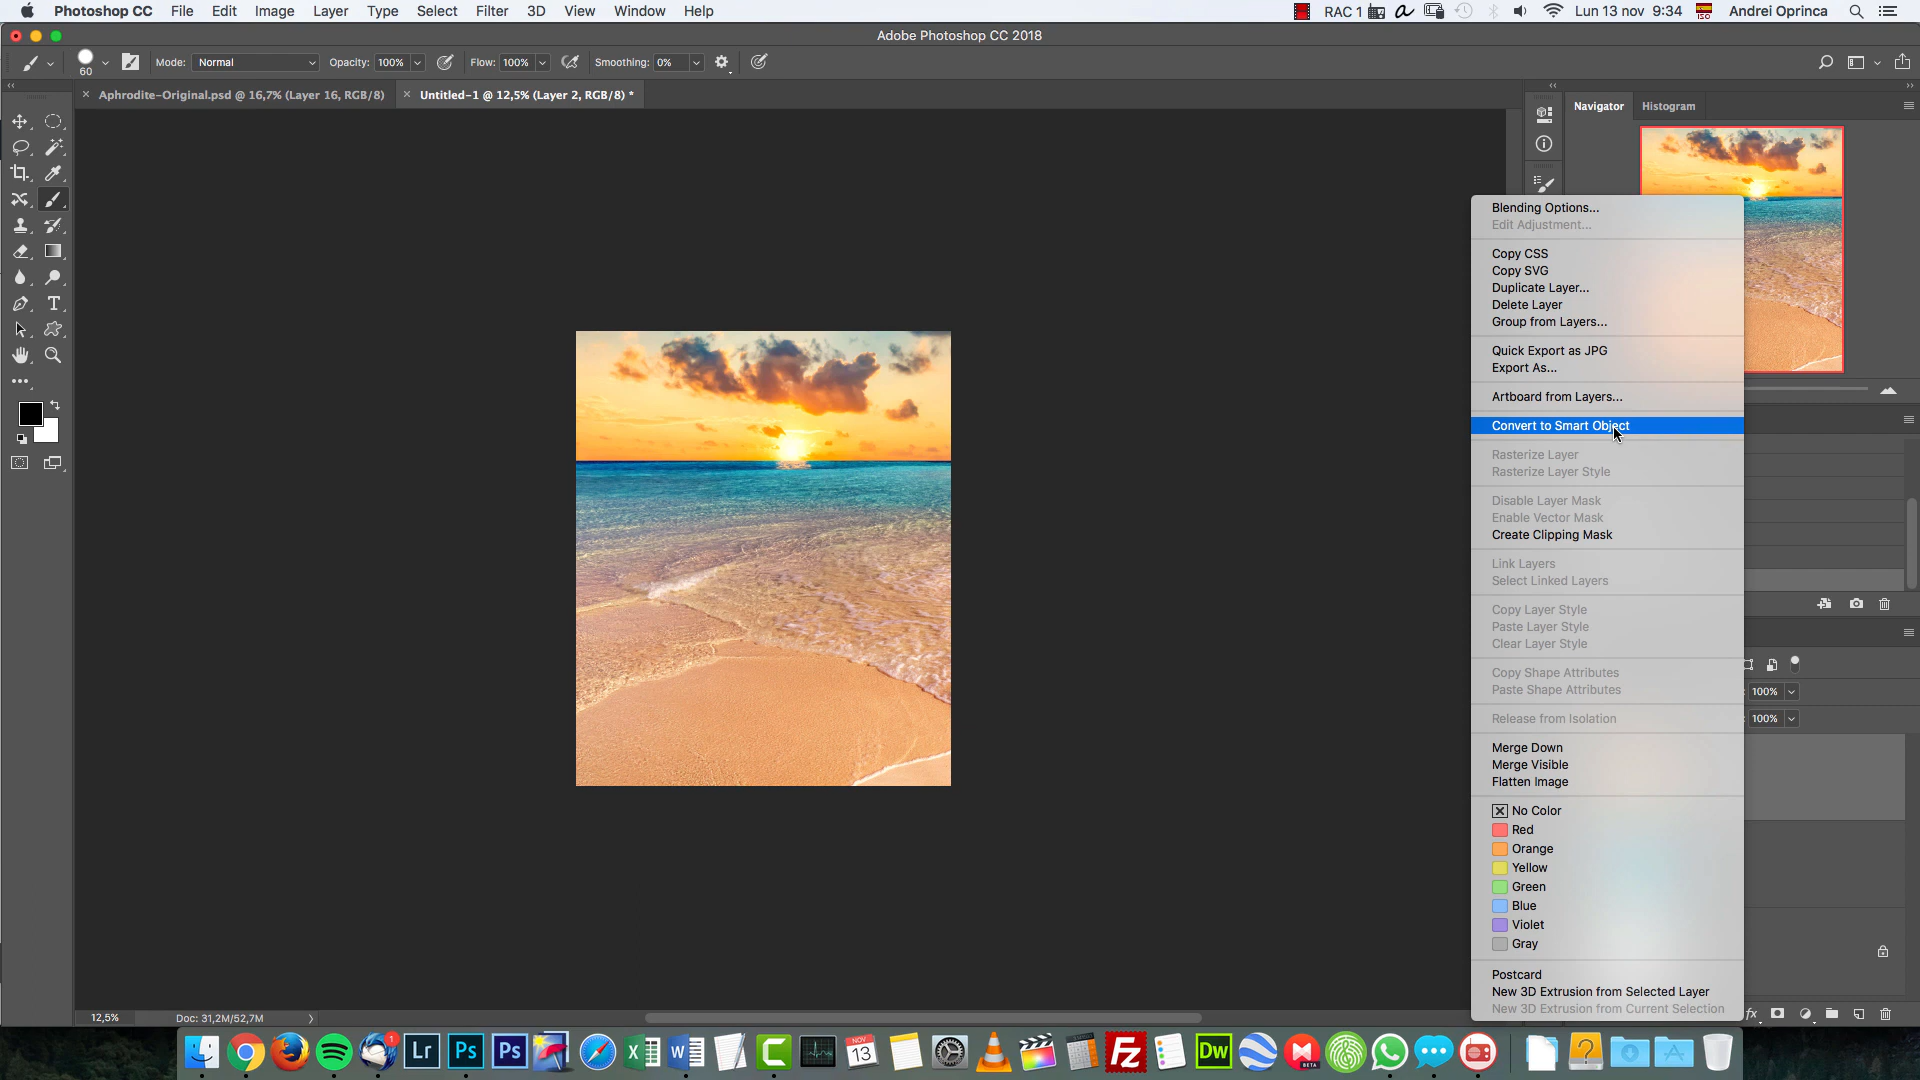 Photoshop CC File Edit Image Layer Type Select Filter 3D View Window Help RAC 1 Lun 13 nov 9:34 ISO Andrei Oprinca
Adobe Photoshop CC 2018
60 Mode: Normal Opacity: 100% Flow: 100% Smoothing: 0%
Aphrodite-Original.psd @ 16,7% (Layer 16, RGB/8) Untitled-1 @ 12,5% (Layer 2, RGB/8) *
Navigator Histogram
Blending Options...
Edit Adjustment...
Copy CSS
Copy SVG
Duplicate Layer...
Delete Layer
Group from Layers...
Quick Export as JPG
Export As...
Artboard from Layers...
Convert to Smart Object
Rasterize Layer
Rasterize Layer Style
Disable Layer Mask
Enable Vector Mask
Create Clipping Mask
Link Layers
Select Linked Layers
Copy Layer Style
Paste Layer Style
Clear Layer Style
Copy Shape Attributes
Paste Shape Attributes
Release from Isolation
Merge Down
Merge Visible
Flatten Image
No Color
Red
Orange
Yellow
Green
Blue
Violet
Gray
Postcard
New 3D Extrusion from Selected Layer
New 3D Extrusion from Current Selection
: 100%
: 100%
fx
12,5% Doc: 31,2M/52,7M
1 Lr Ps Ps X W C NOV 13 Fz Dw BETA ?